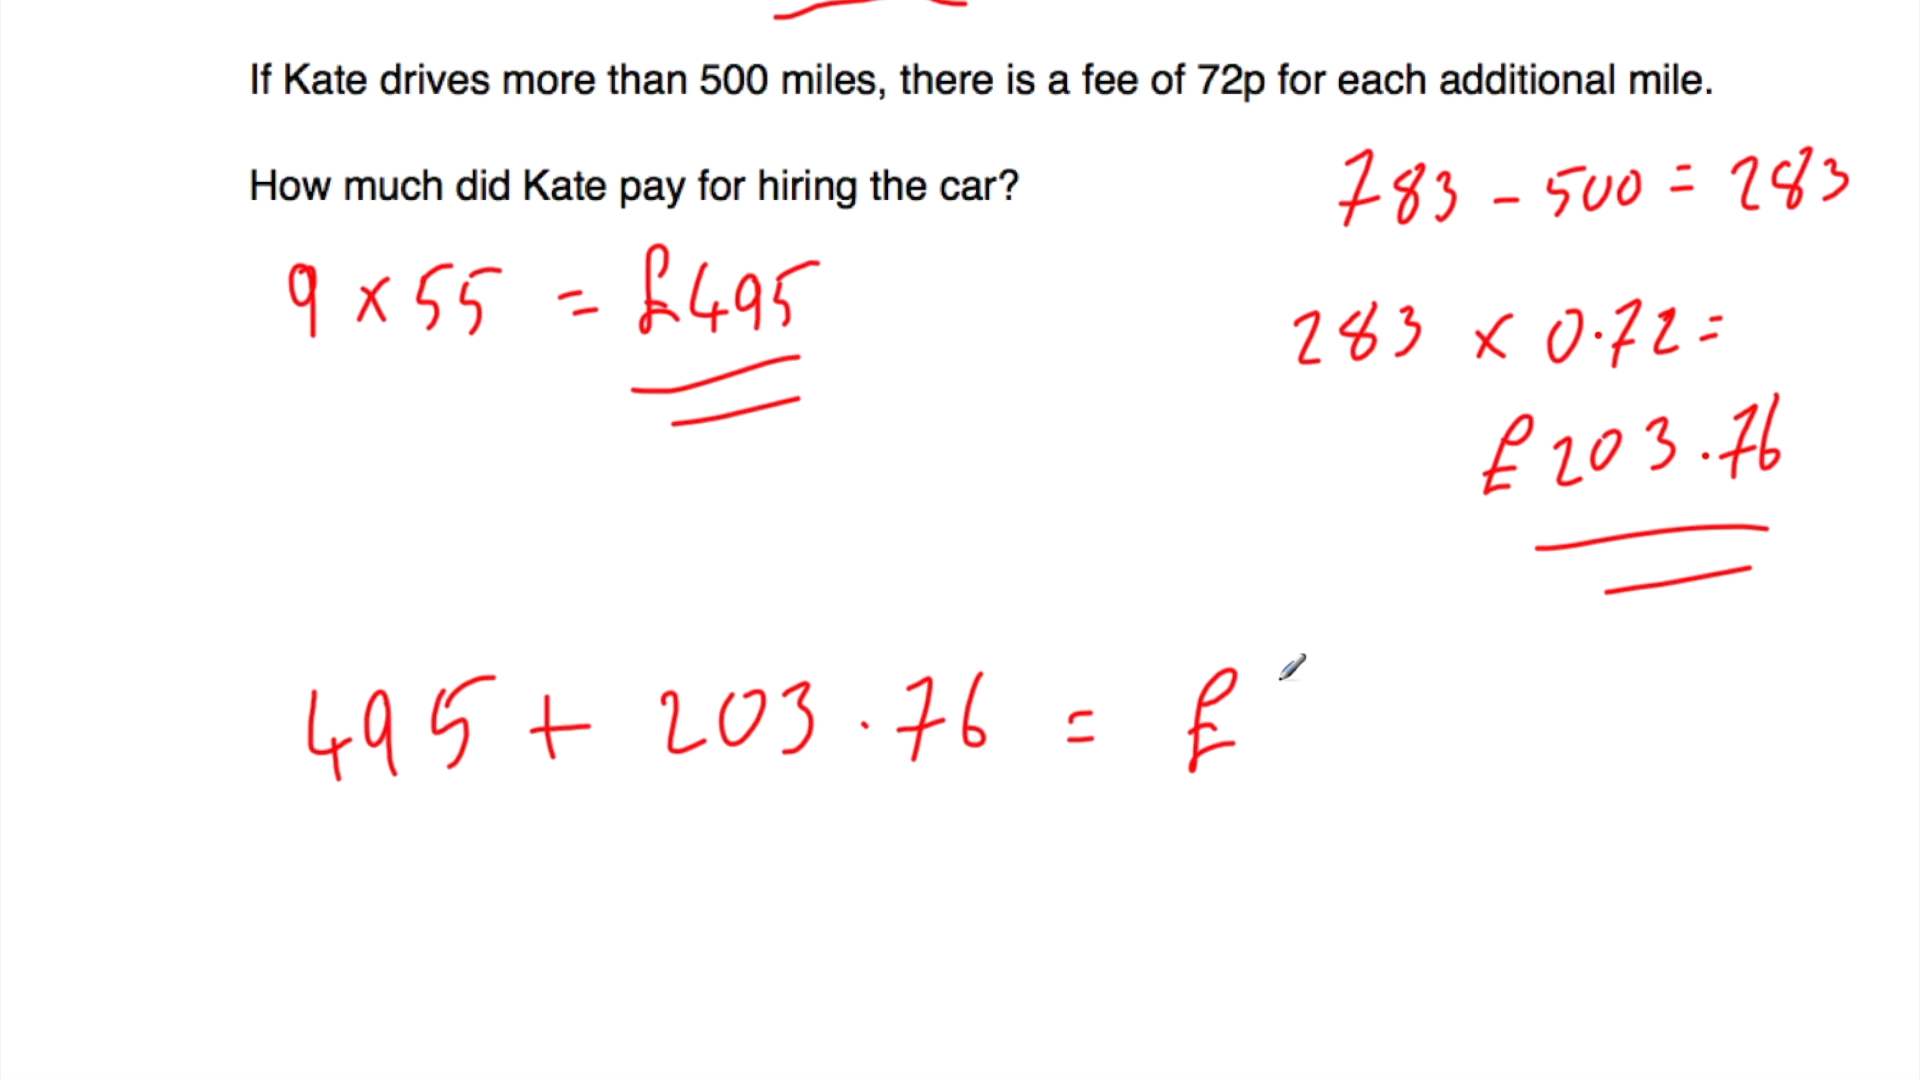 If Kate drives more than 500 miles, there is a fee of 72p for each additional mile.
How much did Kate pay for hiring the car?
783 - 500 = 283
9 x 55 = £495
283 x 0.72 =
£203.76
495 + 203.76 = £